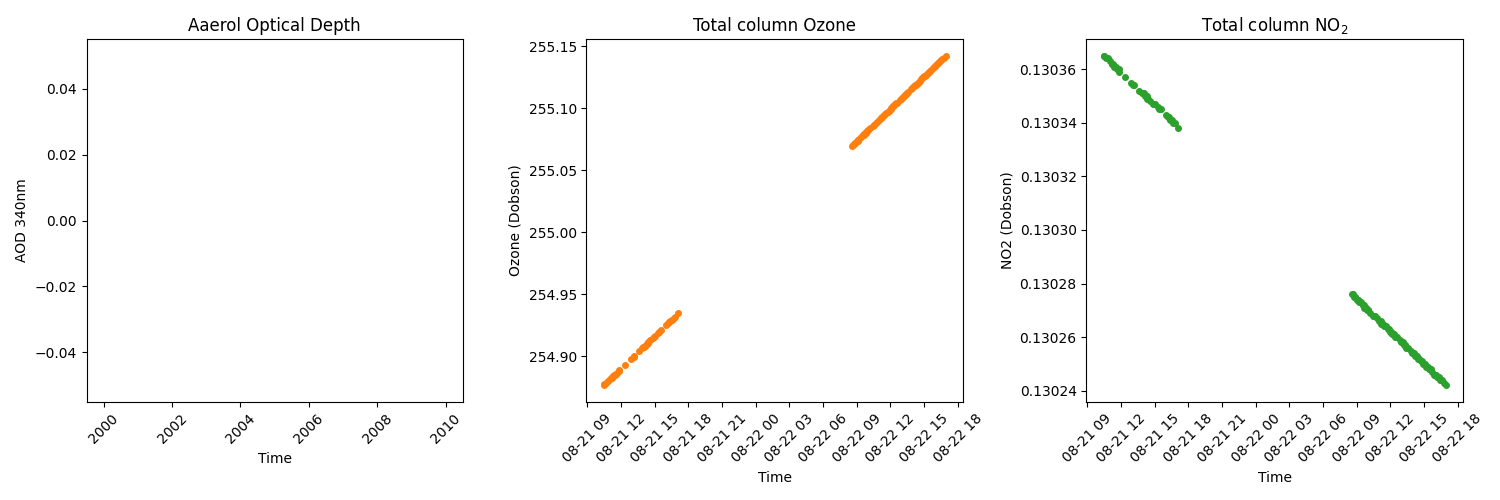 Aaerol Optical Depth
AOD 340nm
0.04
0.02
0.00
−0.02
−0.04
2000 2002 2004 2006 2008 2010
Time
Total column Ozone
Ozone (Dobson)
255.15
255.10
255.05
255.00
254.95
254.90
08-21 09 08-21 12 08-21 15 08-21 18 08-21 21 08-22 00 08-22 03 08-22 06 08-22 09 08-22 12 08-22 15 08-22 18
Time
Total column NO₂
NO2 (Dobson)
0.13036
0.13034
0.13032
0.13030
0.13028
0.13026
0.13024
08-21 09 08-21 12 08-21 15 08-21 18 08-21 21 08-22 00 08-22 03 08-22 06 08-22 09 08-22 12 08-22 15 08-22 18
Time